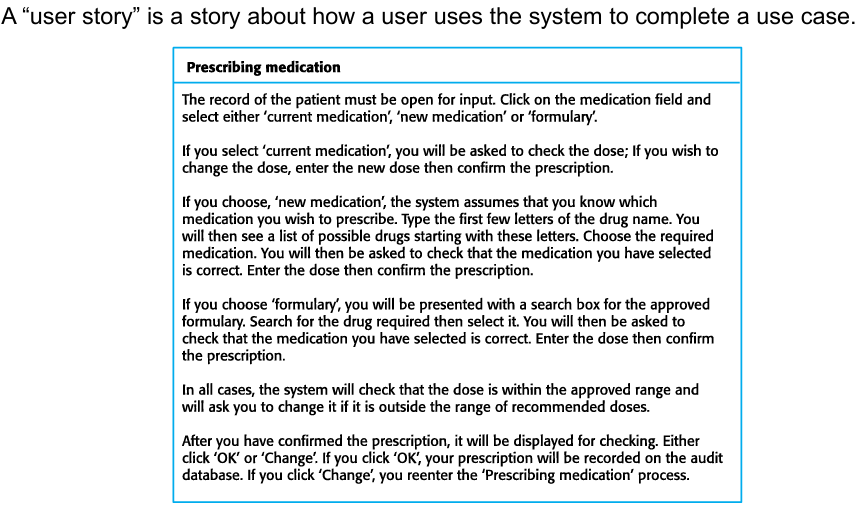 A “user story” is a story about how a user uses the system to complete a use case.
Prescribing medication
The record of the patient must be open for input. Click on the medication field and
select either ‘current medication’, ‘new medication’ or ‘formulary’.
If you select ‘current medication’, you will be asked to check the dose; If you wish to
change the dose, enter the new dose then confirm the prescription.
If you choose, ‘new medication’, the system assumes that you know which
medication you wish to prescribe. Type the first few letters of the drug name. You
will then see a list of possible drugs starting with these letters. Choose the required
medication. You will then be asked to check that the medication you have selected
is correct. Enter the dose then confirm the prescription.
If you choose ‘formulary’, you will be presented with a search box for the approved
formulary. Search for the drug required then select it. You will then be asked to
check that the medication you have selected is correct. Enter the dose then confirm
the prescription.
In all cases, the system will check that the dose is within the approved range and
will ask you to change it if it is outside the range of recommended doses.
After you have confirmed the prescription, it will be displayed for checking. Either
click ‘OK’ or ‘Change’. If you click ‘OK’, your prescription will be recorded on the audit
database. If you click ‘Change’, you reenter the ‘Prescribing medication’ process.